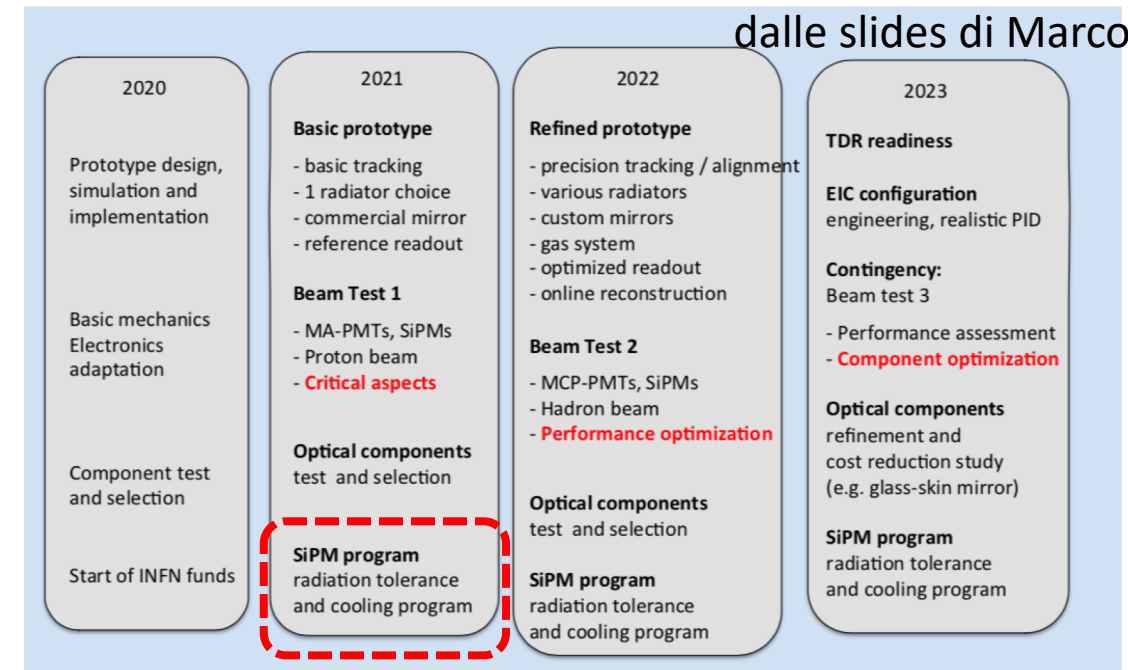 dalle slides di Marco
2020
Prototype design,
simulation and
implementation
Basic mechanics
Electronics
adaptation
Component test
and selection
Start of INFN funds
2021
Basic prototype
- basic tracking
- 1 radiator choice
- commercial mirror
- reference readout
Beam Test 1
- MA-PMTs, SiPMs
- Proton beam
- Critical aspects
Optical components
test and selection
SiPM program
radiation tolerance
and cooling program
2022
Refined prototype
- precision tracking / alignment
- various radiators
- custom mirrors
- gas system
- optimized readout
- online reconstruction
Beam Test 2
- MCP-PMTs, SiPMs
- Hadron beam
- Performance optimization
Optical components
test and selection
SiPM program
radiation tolerance
and cooling program
2023
TDR readiness
EIC configuration
engineering, realistic PID
Contingency:
Beam test 3
- Performance assessment
- Component optimization
Optical components
refinement and
cost reduction study
(e.g. glass-skin mirror)
SiPM program
radiation tolerance
and cooling program